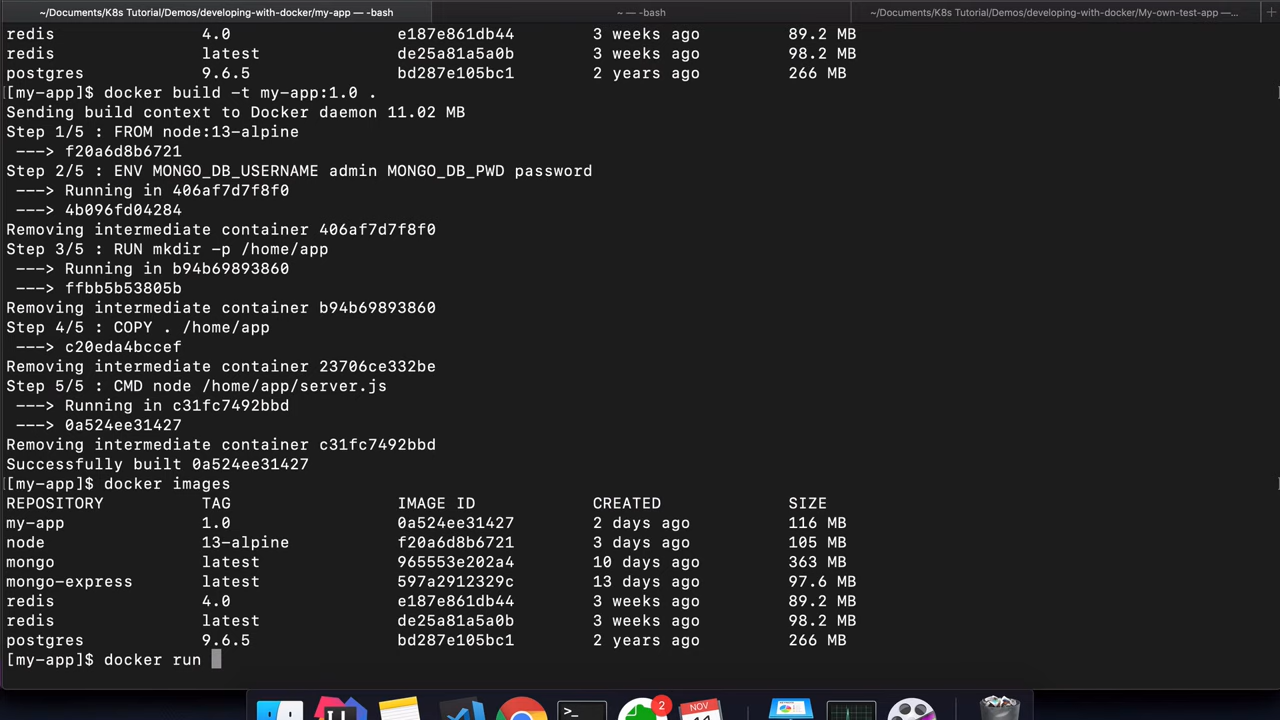 ~/Documents/K8s Tutorial/Demos/developing-with-docker/my-app — -bash
~ — -bash
~/Documents/K8s Tutorial/Demos/developing-with-docker/My-own-test-app —...
redis 4.0 e187e861db44 3 weeks ago 89.2 MB
redis latest de25a81a5a0b 3 weeks ago 98.2 MB
postgres 9.6.5 bd287e105bc1 2 years ago 266 MB
[my-app]$ docker build -t my-app:1.0 .
Sending build context to Docker daemon 11.02 MB
Step 1/5 : FROM node:13-alpine
---> f20a6d8b6721
Step 2/5 : ENV MONGO_DB_USERNAME admin MONGO_DB_PWD password
---> Running in 406af7d7f8f0
---> 4b096fd04284
Removing intermediate container 406af7d7f8f0
Step 3/5 : RUN mkdir -p /home/app
---> Running in b94b69893860
---> ffbb5b53805b
Removing intermediate container b94b69893860
Step 4/5 : COPY . /home/app
---> c20eda4bccef
Removing intermediate container 23706ce332be
Step 5/5 : CMD node /home/app/server.js
---> Running in c31fc7492bbd
---> 0a524ee31427
Removing intermediate container c31fc7492bbd
Successfully built 0a524ee31427
[my-app]$ docker images
REPOSITORY TAG IMAGE ID CREATED SIZE
my-app 1.0 0a524ee31427 2 days ago 116 MB
node 13-alpine f20a6d8b6721 3 days ago 105 MB
mongo latest 965553e202a4 10 days ago 363 MB
mongo-express latest 597a2912329c 13 days ago 97.6 MB
redis 4.0 e187e861db44 3 weeks ago 89.2 MB
redis latest de25a81a5a0b 3 weeks ago 98.2 MB
postgres 9.6.5 bd287e105bc1 2 years ago 266 MB
[my-app]$ docker run
>_
2
NOV